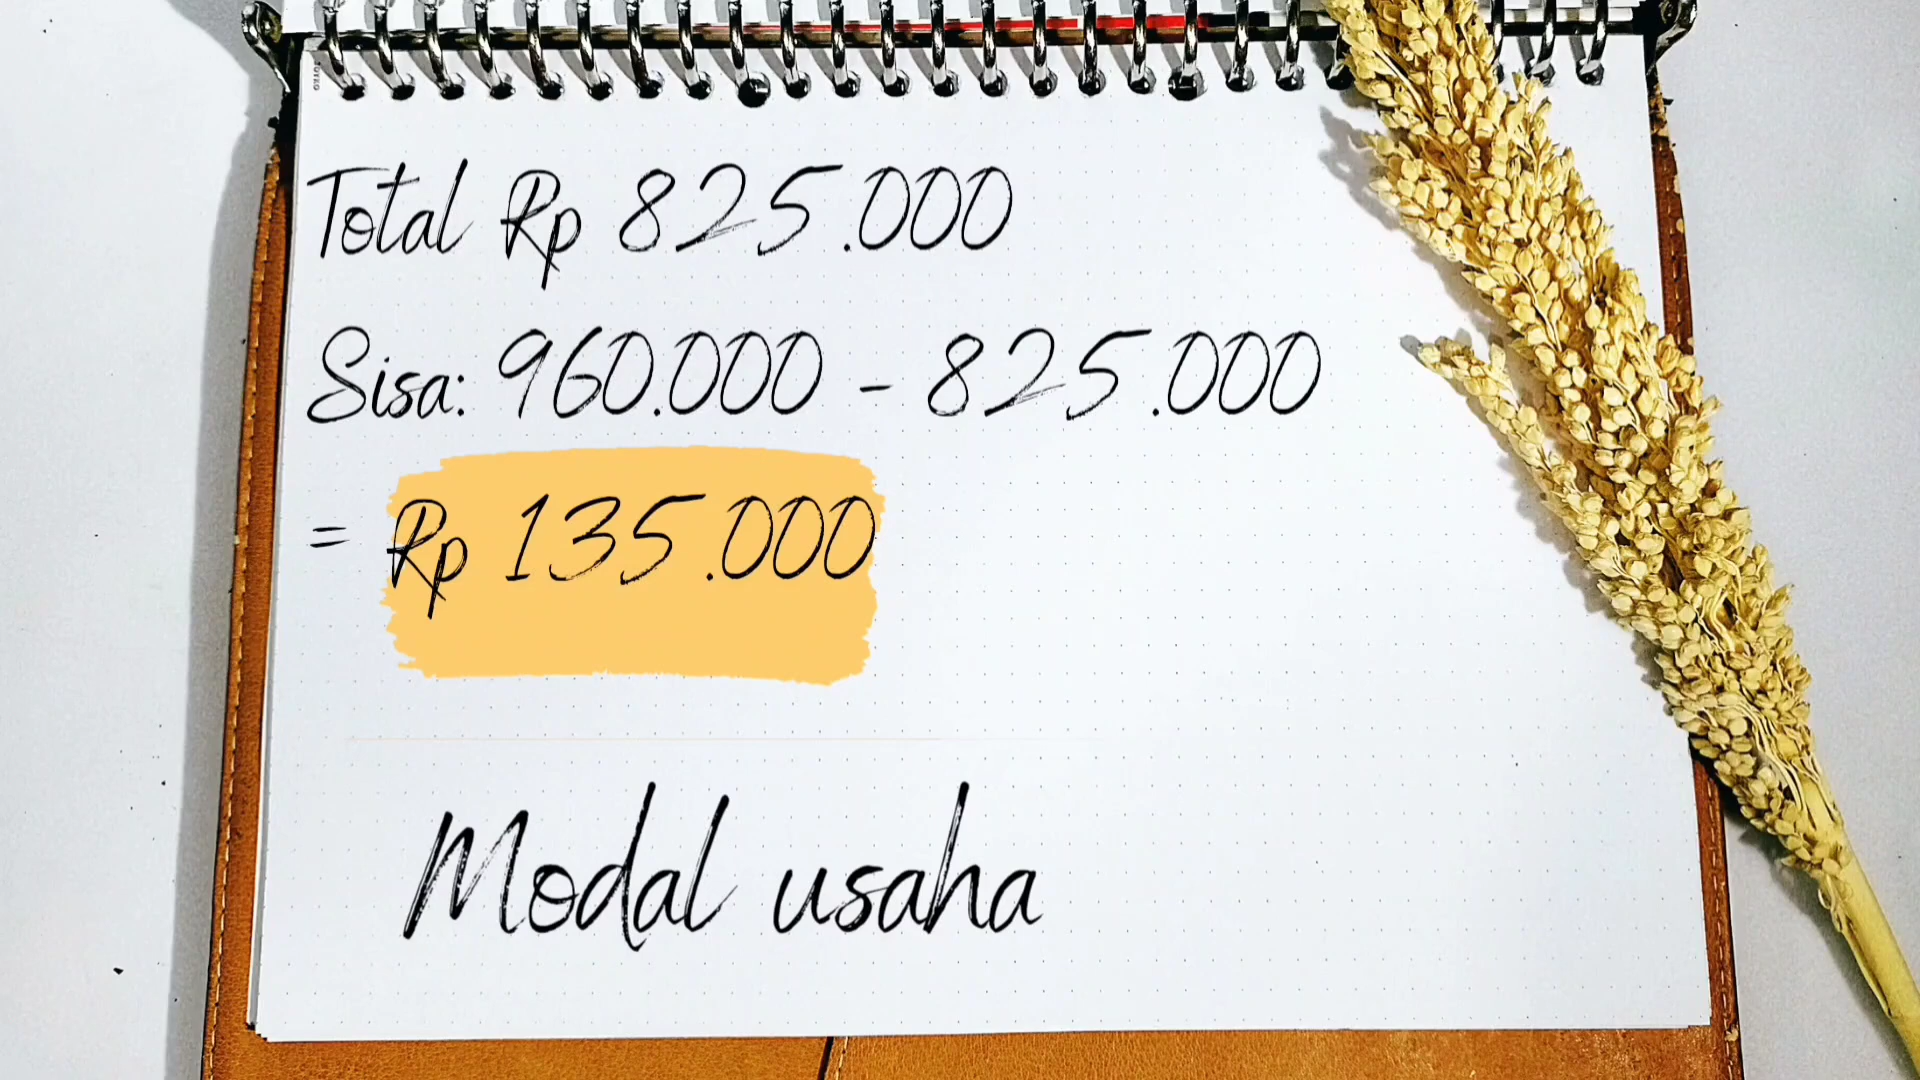 Total Rp 825.000
Sisa: 960.000 - 825.000
= Rp 135.000
Modal usaha